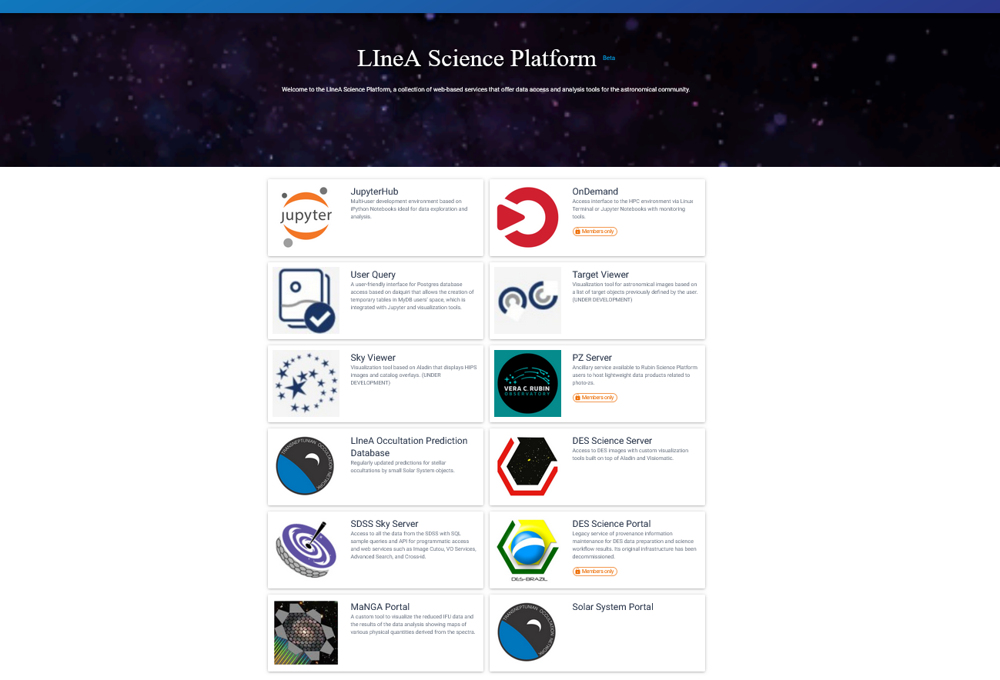 LIneA Science Platform Beta
Welcome to the LIneA Science Platform, a collection of web-based services that offer data access and analysis tools for the astronomical community.
jupyter
JupyterHub
Multi-user development environment based on
IPython Notebooks ideal for data exploration and
analysis.
OnDemand
Access interface to the HPC environment via Linux
Terminal or Jupyter Notebooks with monitoring
tools.
Members only
User Query
A user-friendly interface for Postgres database
access based on daiquiri that allows the creation of
temporary tables in MyDB users' space, which is
integrated with Jupyter and visualization tools.
Target Viewer
Visualization tool for astronomical images based on
a list of target objects previously defined by the user.
(UNDER DEVELOPMENT)
Sky Viewer
Visualization tool based on Aladin that displays HIPS
images and catalog overlays. (UNDER
DEVELOPMENT)
VERA C. RUBIN
OBSERVATORY
PZ Server
Ancillary service available to Rubin Science Platform
users to host lightweight data products related to
photo-zs.
Members only
TRANSNEPTUNIAN OCCULTATION NETWORK
LIneA Occultation Prediction
Database
Regularly updated predictions for stellar
occultations by small Solar System objects.
DES Science Server
Access to DES images with custom visualization
tools built on top of Aladin and Visiomatic.
SDSS Sky Server
Access to all the data from the SDSS with SQL
sample queries and API for programmatic access
and web services such as Image Cutou, VO Services,
Advanced Search, and Cross-id.
DES-BRAZIL
DES Science Portal
Legacy service of provenance information
maintenance for DES data preparation and science
workflow results. Its original infrastructure has been
decommissioned.
Members only
MaNGA Portal
A custom tool to visualize the reduced IFU data and
the results of the data analysis showing maps of
various physical quantities derived from the spectra.
TRANSNEPTUNIAN OCCULTATION NETWORK
Solar System Portal